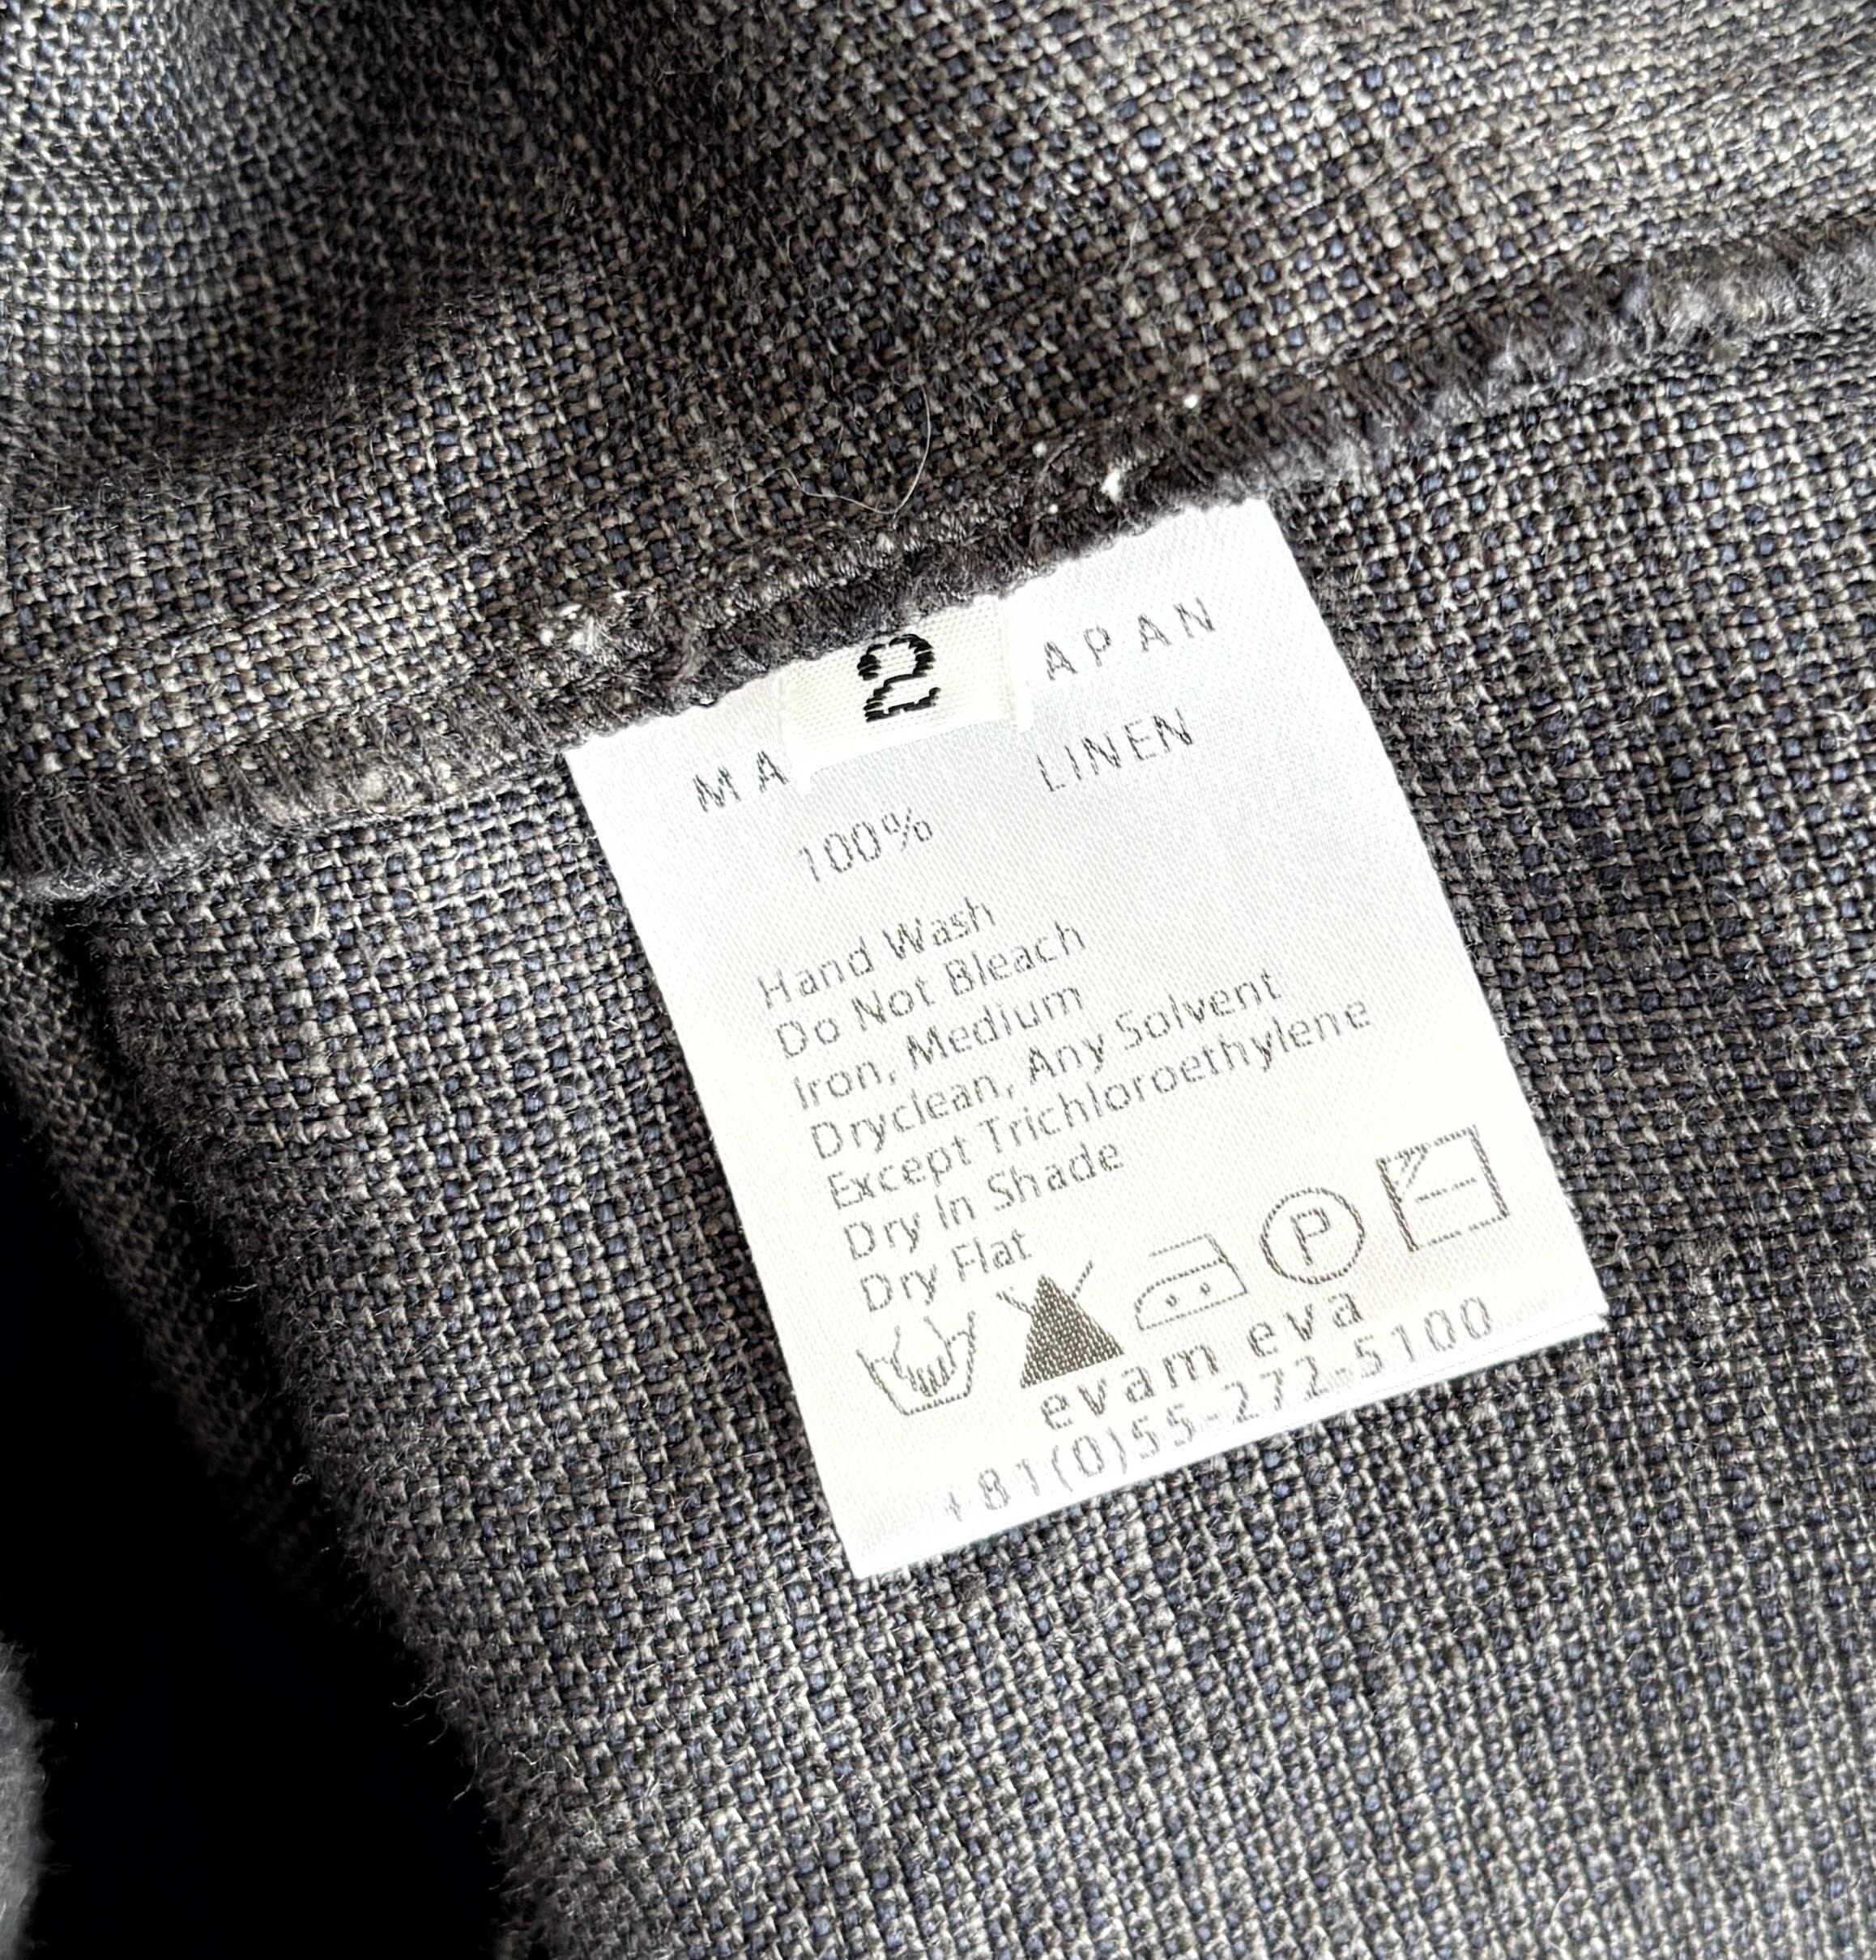 2
MA APAN
100% LINEN
Hand Wash
Do Not Bleach
Iron, Medium
Dryclean, Any Solvent
Except Trichloroethylene
Dry In Shade
Dry Flat
P
evam eva
+81(0)55-272-5100